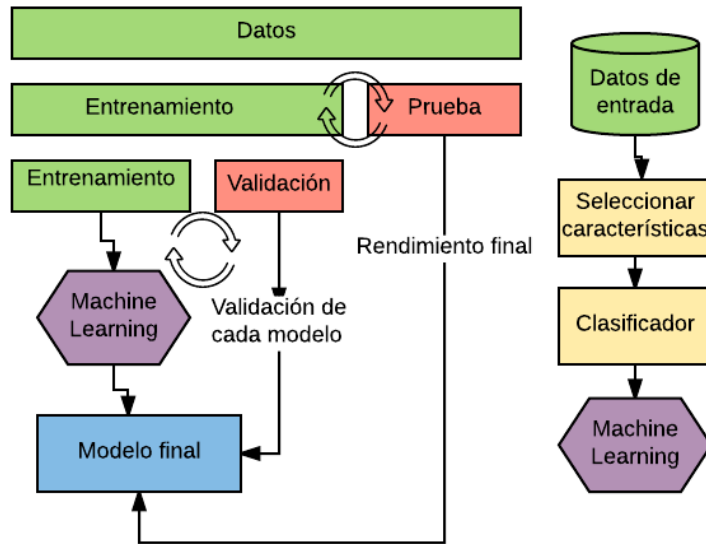 Datos
Entrenamiento
Prueba
Entrenamiento
Validación
Machine
Learning
Validación de
cada modelo
Rendimiento final
Modelo final
Datos de
entrada
Seleccionar
características
Clasificador
Machine
Learning